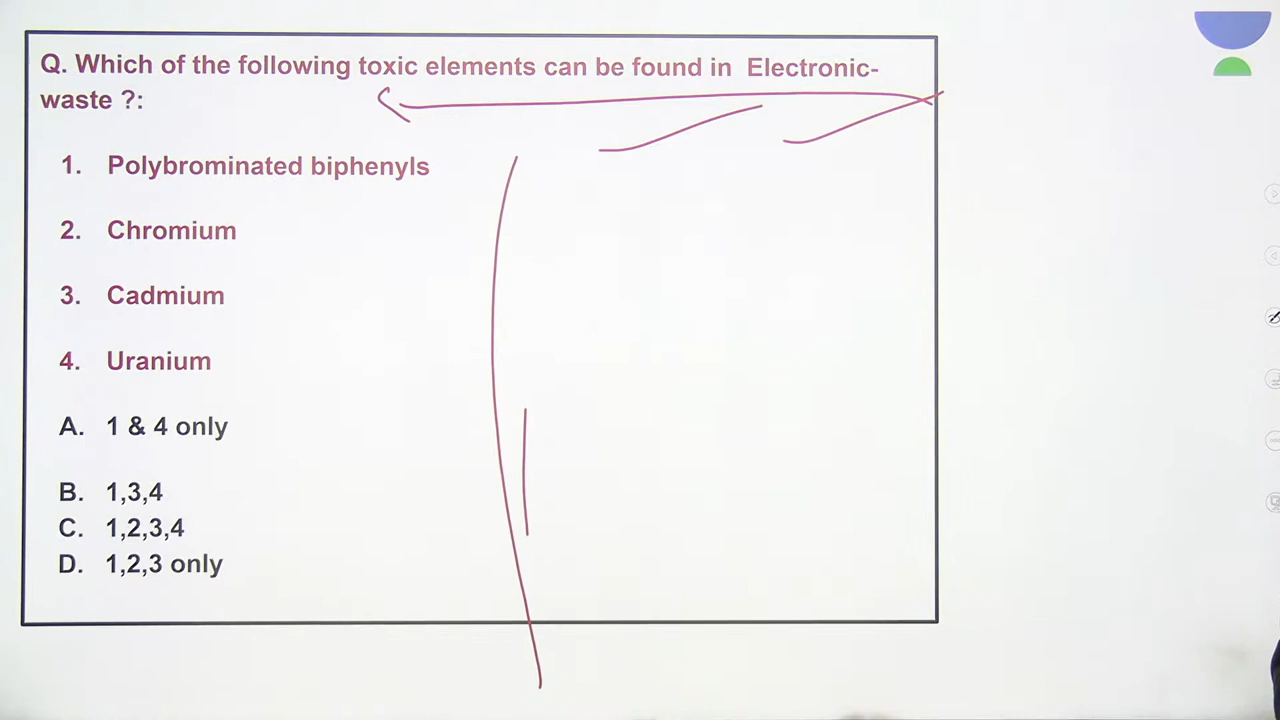 Q. Which of the following toxic elements can be found in Electronic-
waste ?:
1. Polybrominated biphenyls
2. Chromium
3. Cadmium
4. Uranium
A. 1 & 4 only
B. 1,3,4
C. 1,2,3,4
D. 1,2,3 only